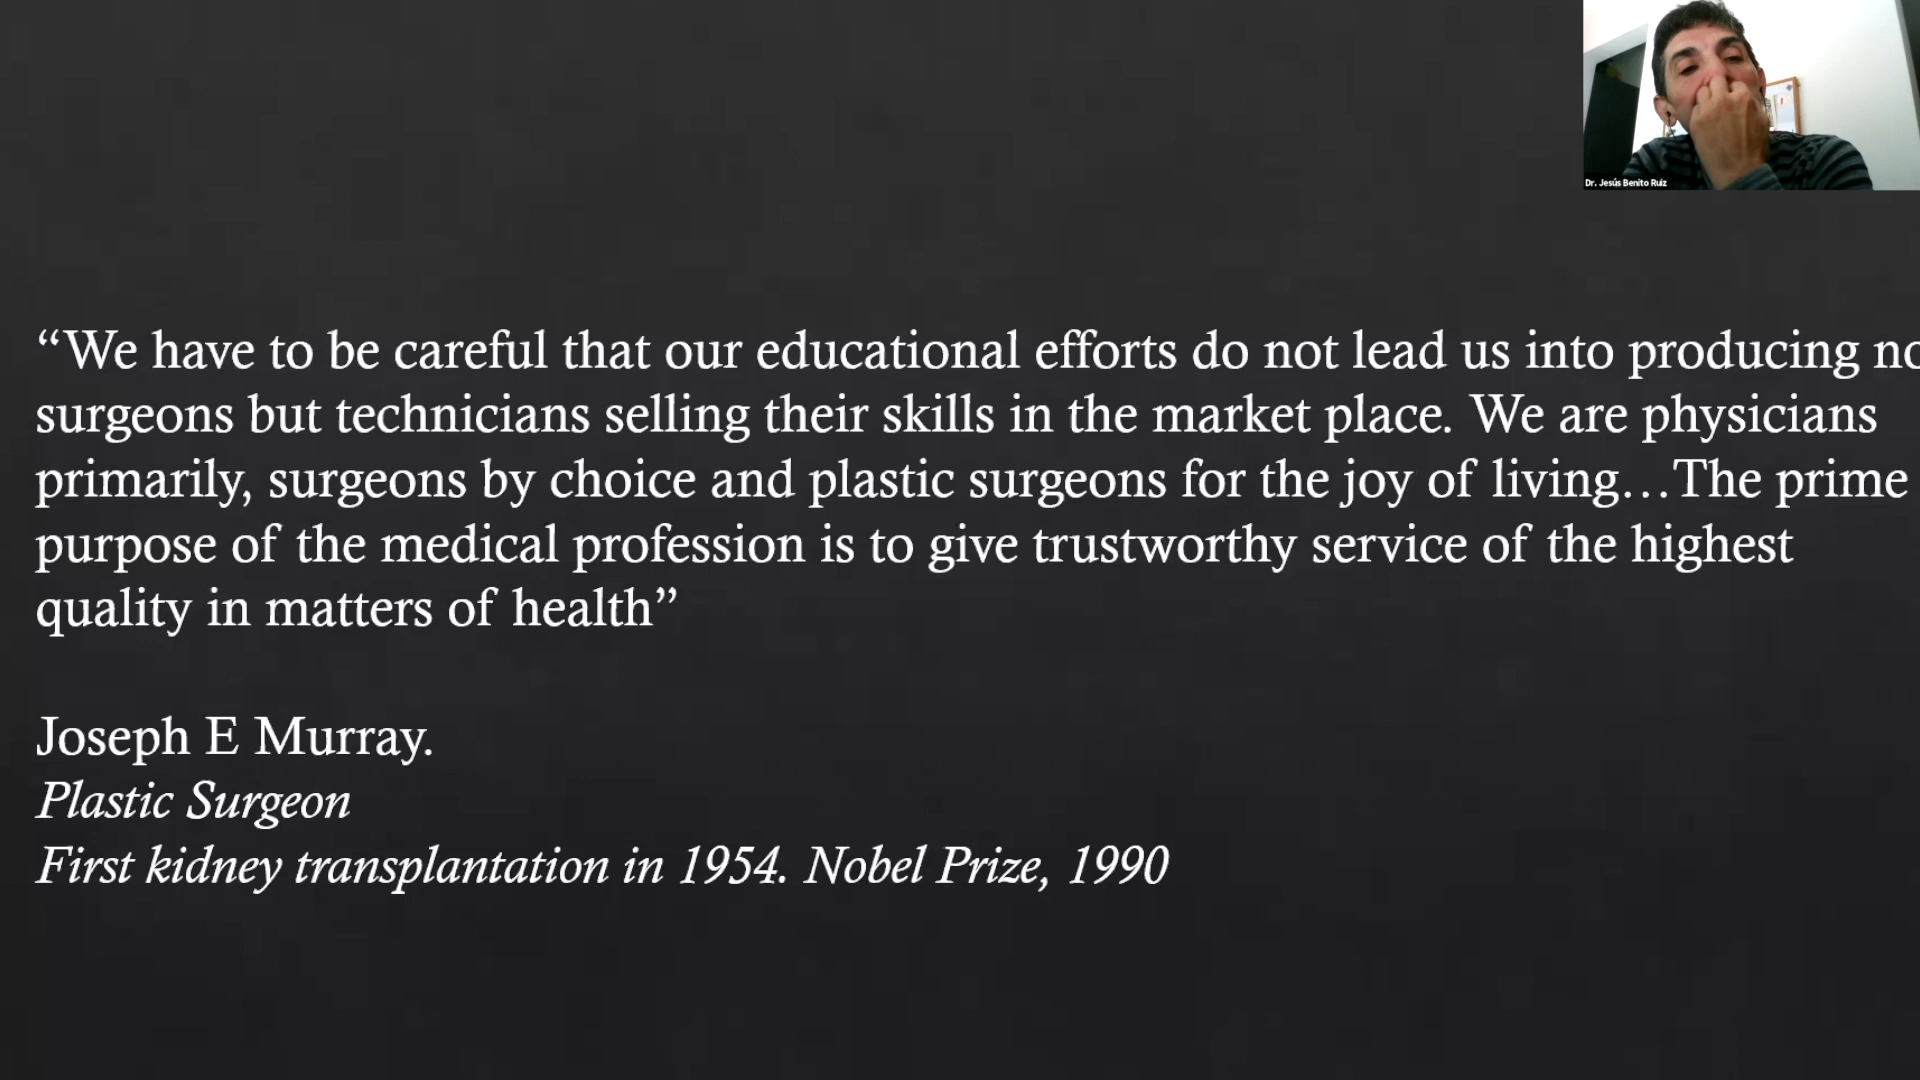 Dr. Jesús Benito Ruiz
“We have to be careful that our educational efforts do not lead us into producing
surgeons but technicians selling their skills in the market place. We are physicians
primarily, surgeons by choice and plastic surgeons for the joy of living…The prime
purpose of the medical profession is to give trustworthy service of the highest
quality in matters of health”
Joseph E Murray.
Plastic Surgeon
First kidney transplantation in 1954. Nobel Prize, 1990